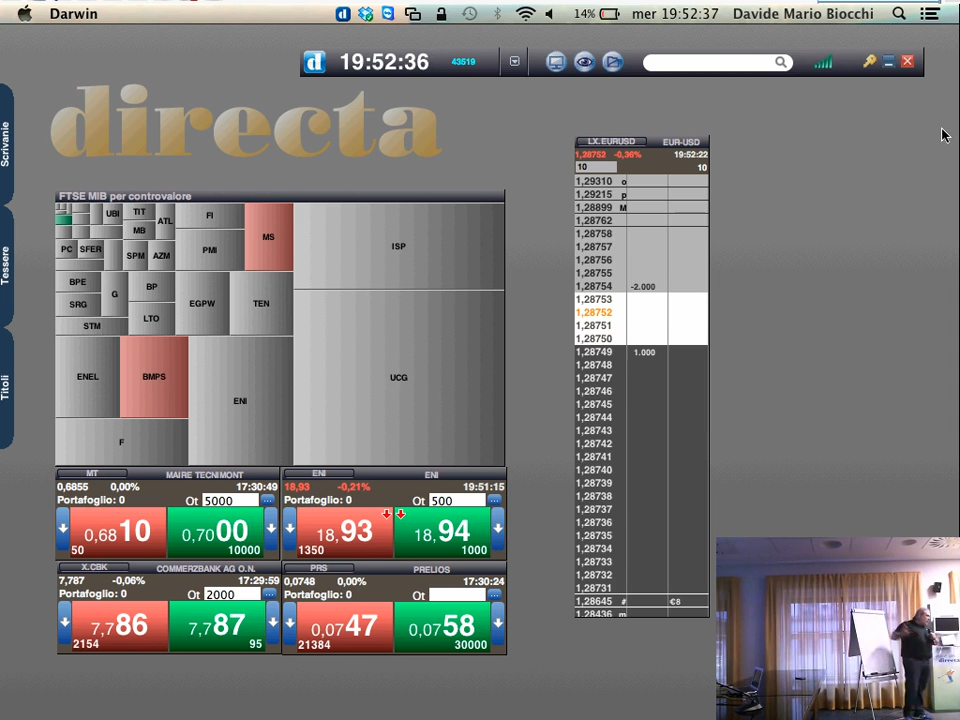 Darwin
14%
mer 19:52:37
Davide Mario Biocchi
d 19:52:36 43519
directa
Scrivanie
Tessere
Titoli
FTSE MIB per controvalore
UBI
TIT
ATL
MB
FI
MS
ISP
PC
SFER
SPM
AZM
PMI
BPE
G
BP
EGPW
TEN
SRG
LTO
STM
UCG
ENEL
BMPS
ENI
F
MT MAIRE TECNIMONT
0,6855 0,00% 17:30:49
Portafoglio: 0 Qt 5000
0,6810 0,7000
50 10000
ENI ENI
18,93 -0,21% 19:51:15
Portafoglio: 0 Qt 500
18,93 18,94
1350 1000
X.CBK COMMERZBANK AG O.N.
7,787 -0,06% 17:29:59
Portafoglio: 0 Qt 2000
7,786 7,787
2154 95
PRS PRELIOS
0,0748 0,00% 17:30:24
Portafoglio: 0 Qt
0,0747 0,0758
21384 30000
LX.EURUSD EUR-USD
1,28752 -0,36% 19:52:22
10 10
1,29310 o
1,29215 p
1,28899 M
1,28762
1,28758
1,28757
1,28756
1,28755
1,28754 -2.000
1,28753
1,28752
1,28751
1,28750
1,28749 1.000
1,28748
1,28747
1,28746
1,28745
1,28744
1,28743
1,28742
1,28741
1,28740
1,28739
1,28738
1,28737
1,28736
1,28735
1,28734
1,28733
1,28732
1,28731
1,28645 # €8
1,28436 m
directa